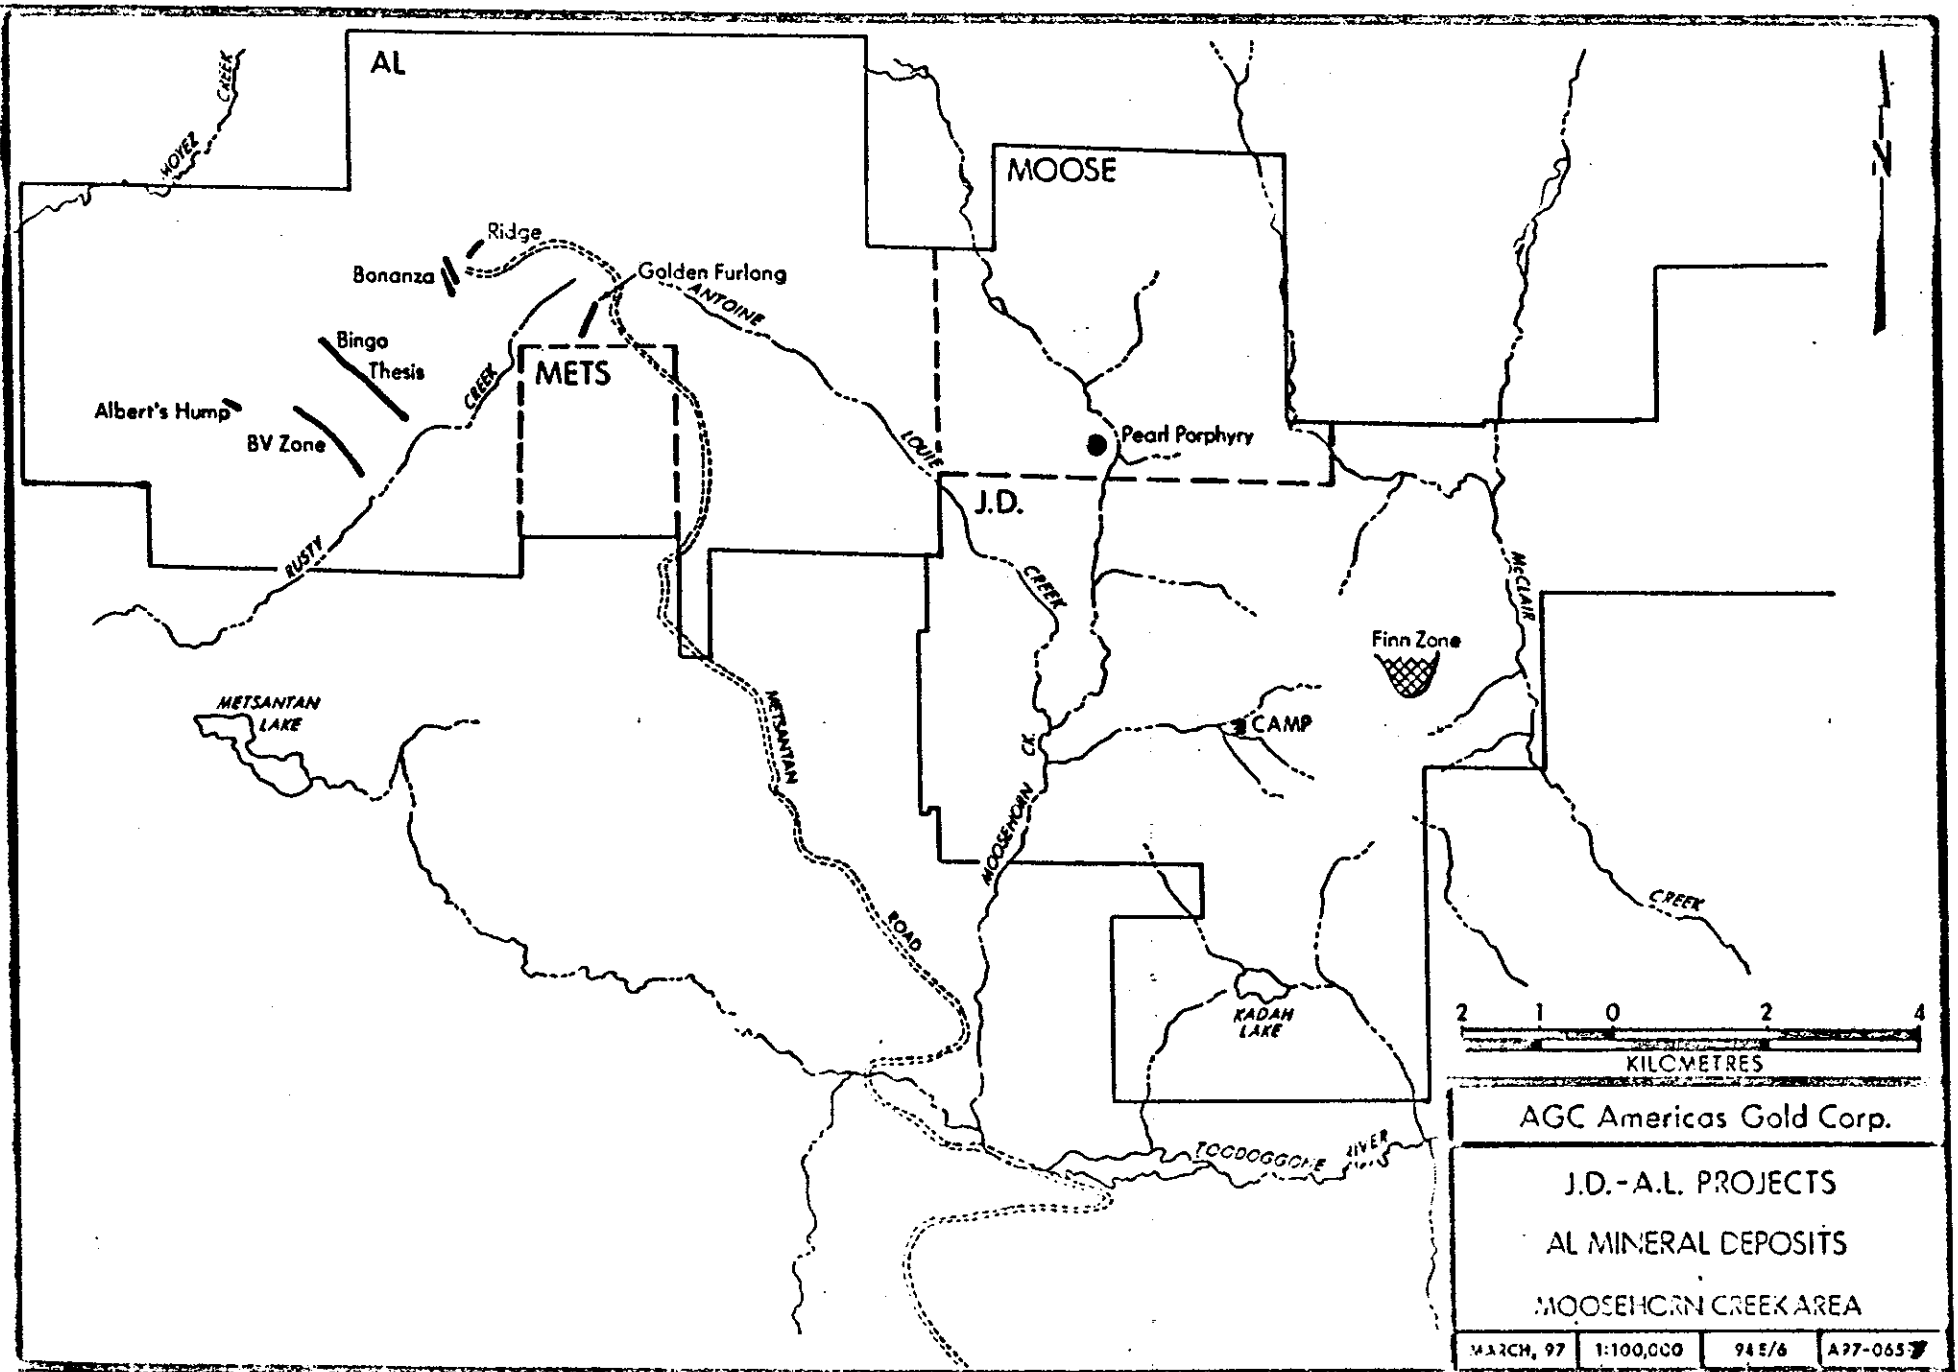 AL
CREEK
HOYEZ
MOOSE
N
Ridge
Bonanza
Golden Furlong
ANTOINE
Bingo
Thesis
METS
CREEK
Albert's Hump
BV Zone
LOUIE
Pearl Porphyry
J.D.
RUSTY
CREEK
McCLAIR
Finn Zone
METSANTAN
LAKE
METSANTAN
CK.
CAMP
MOOSEHORN
ROAD
CREEK
KADAH
LAKE
2 1 0 2 4
KILOMETRES
AGC Americas Gold Corp.
TOODOGGONE RIVER
J.D.-A.L. PROJECTS
AL MINERAL DEPOSITS
MOOSEHORN CREEK AREA
MARCH, 97 1:100,000 94 E/6